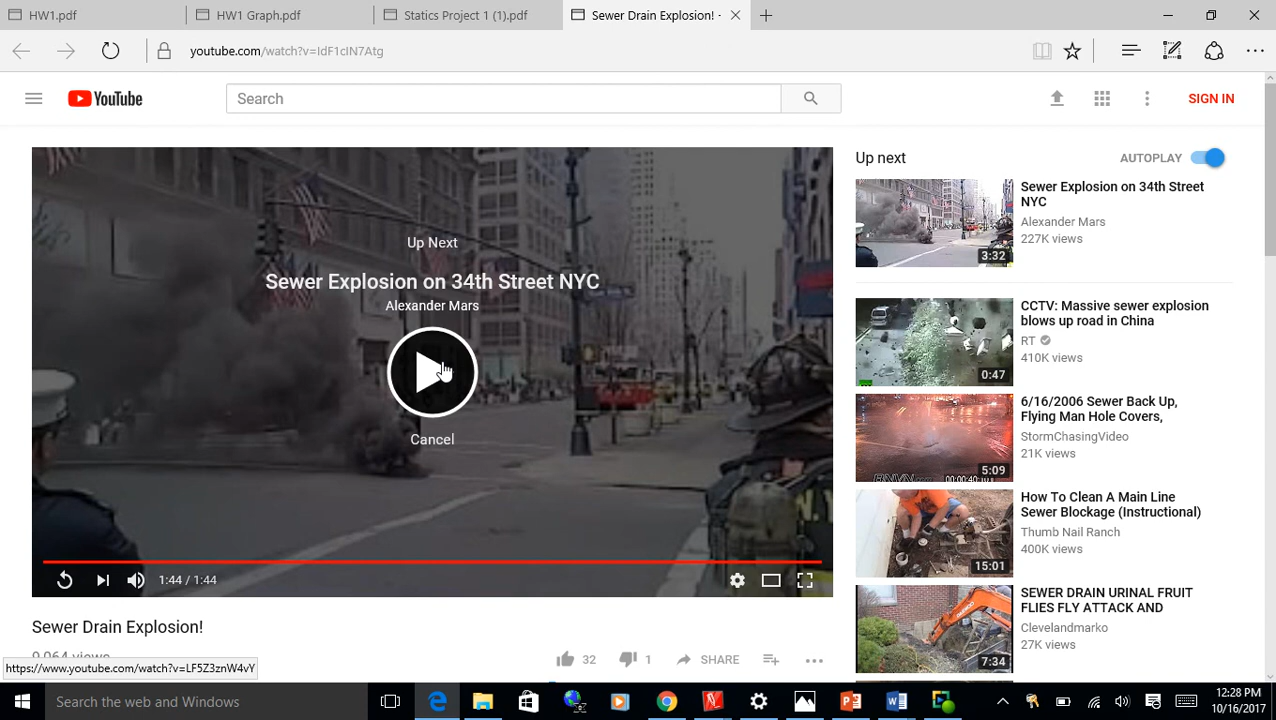 HW1.pdf
HW1 Graph.pdf
Statics Project 1 (1).pdf
Sewer Drain Explosion! -
youtube.com/watch?v=IdF1cIN7Atg
YouTube
Search
SIGN IN
Up next
AUTOPLAY
Up Next
Sewer Explosion on 34th Street NYC
Alexander Mars
Cancel
1:44 / 1:44
Sewer Explosion on 34th Street
NYC
Alexander Mars
227K views
3:32
CCTV: Massive sewer explosion
blows up road in China
RT
410K views
0:47
6/16/2006 Sewer Back Up,
Flying Man Hole Covers,
StormChasingVideo
21K views
5:09
How To Clean A Main Line
Sewer Blockage (Instructional)
Thumb Nail Ranch
400K views
15:01
SEWER DRAIN URINAL FRUIT
FLIES FLY ATTACK AND
Clevelandmarko
27K views
7:34
Sewer Drain Explosion!
9,064 views
32
1
SHARE
https://www.youtube.com/watch?v=LF5Z3znW4vY
Search the web and Windows
12:28 PM
10/16/2017